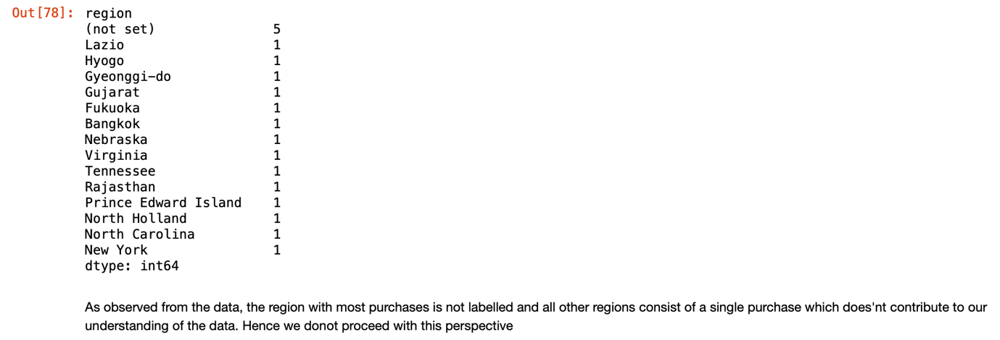 Out[78]: region
(not set) 5
Lazio 1
Hyogo 1
Gyeonggi-do 1
Gujarat 1
Fukuoka 1
Bangkok 1
Nebraska 1
Virginia 1
Tennessee 1
Rajasthan 1
Prince Edward Island 1
North Holland 1
North Carolina 1
New York 1
dtype: int64
As observed from the data, the region with most purchases is not labelled and all other regions consist of a single purchase which does'nt contribute to our
understanding of the data. Hence we donot proceed with this perspective